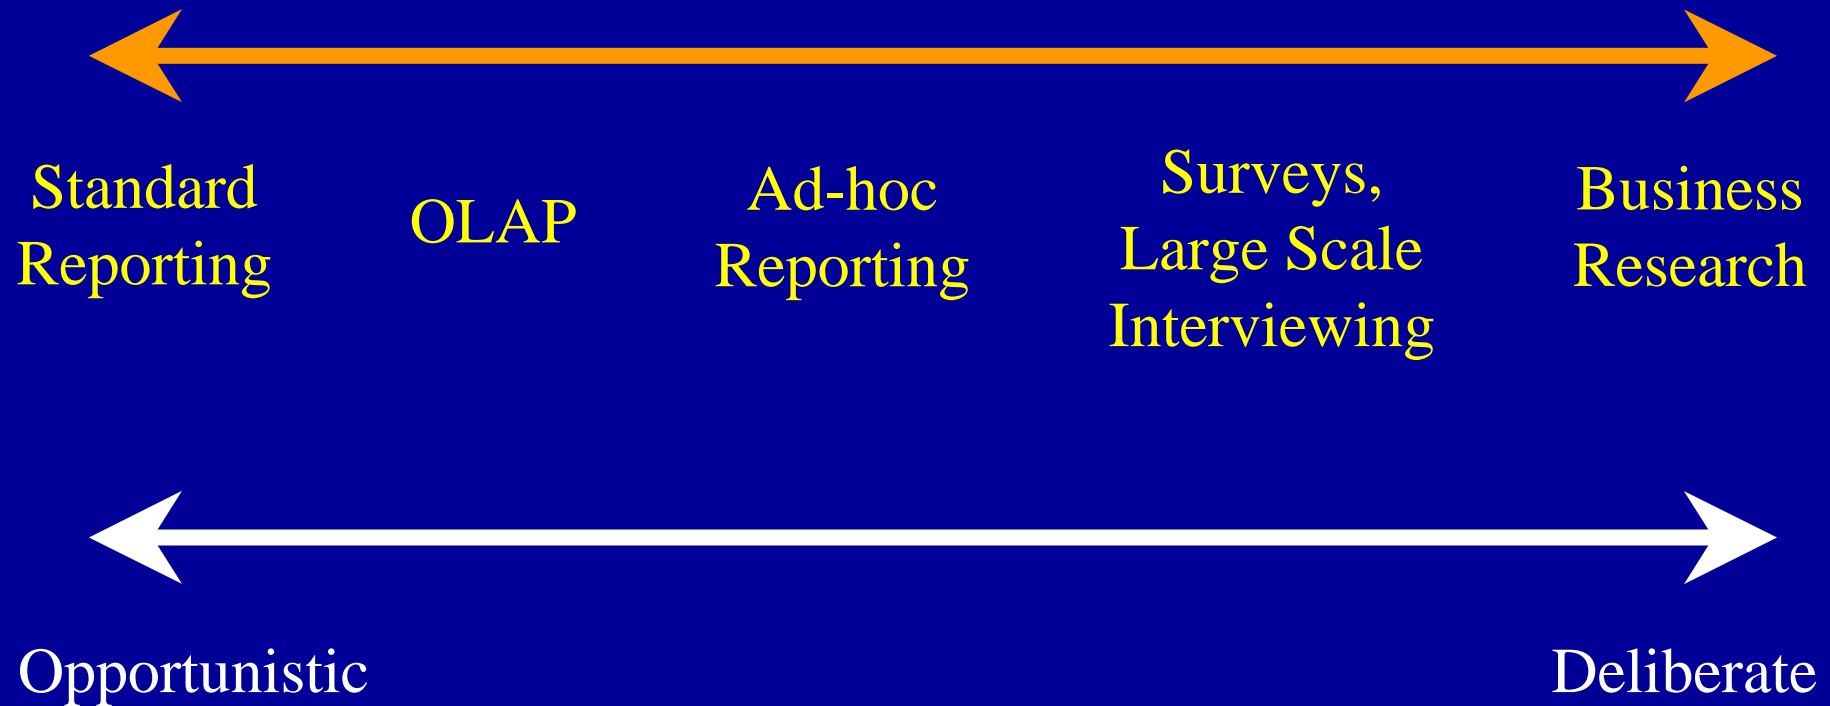 Standard
Reporting
OLAP
Ad-hoc
Reporting
Surveys,
Large Scale
Interviewing
Business
Research
Opportunistic
Deliberate